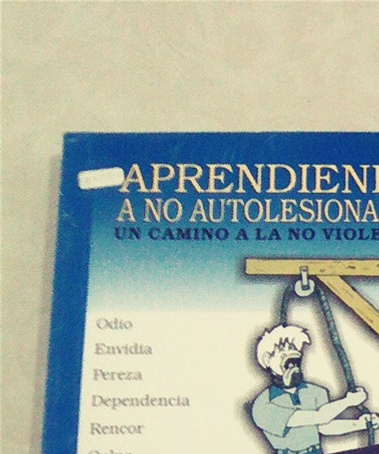 APRENDIEN
A NO AUTOLESIONA
UN CAMINO A LA NO VIOLE
Odio
Envidia
Pereza
Dependencia
Rencor